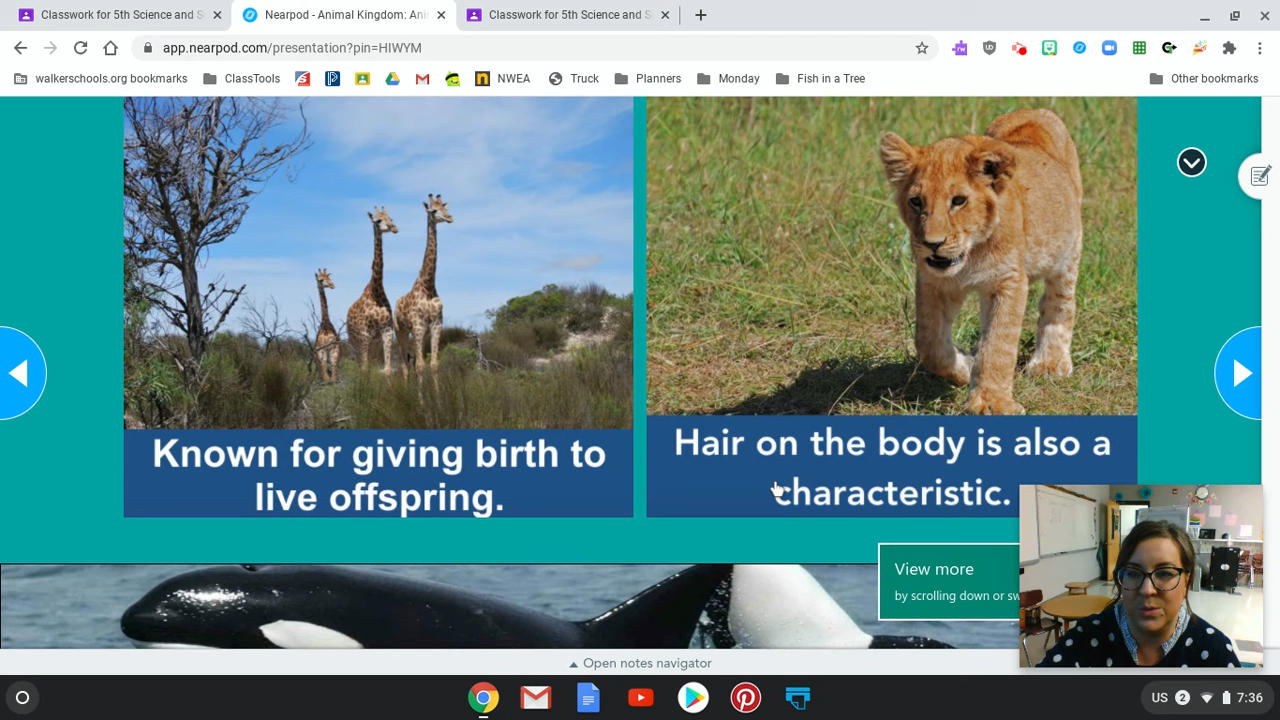 Classwork for 5th Science and S
Nearpod - Animal Kingdom: Ani
Classwork for 5th Science and S
app.nearpod.com/presentation?pin=HIWYM
walkerschools.org bookmarks
ClassTools
NWEA
Truck
Planners
Monday
Fish in a Tree
Other bookmarks
Known for giving birth to
live offspring.
Hair on the body is also a
characteristic.
View more
by scrolling down or sw
Open notes navigator
US 2 7:36